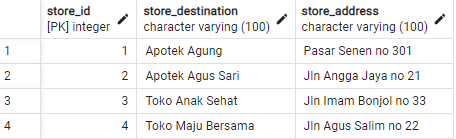 store_id store_destination store_address
[PK] integer character varying (100) character varying (100)
1 1 Apotek Agung Pasar Senen no 301
2 2 Apotek Agus Sari Jln Angga Jaya no 21
3 3 Toko Anak Sehat Jln Imam Bonjol no 33
4 4 Toko Maju Bersama Jln Agus Salim no 22